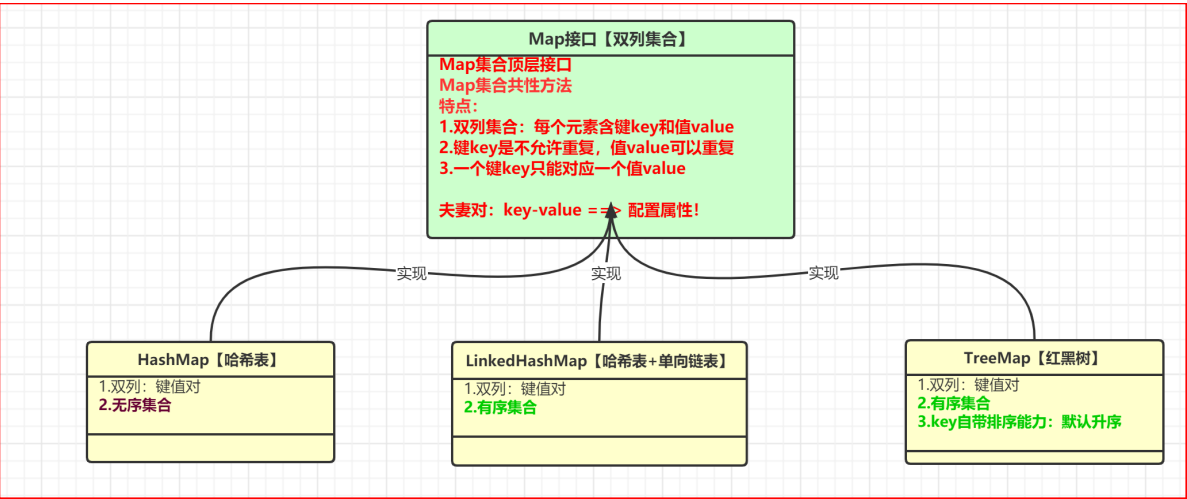 Map接口【双列集合】
Map集合顶层接口
Map集合共性方法
特点：
1.双列集合：每个元素含键key和值value
2.键key是不允许重复，值value可以重复
3.一个键key只能对应一个值value
夫妻对：key-value ==> 配置属性！
实现
实现
实现
HashMap【哈希表】
1.双列：键值对
2.无序集合
LinkedHashMap【哈希表+单向链表】
1.双列：键值对
2.有序集合
TreeMap【红黑树】
1.双列：键值对
2.有序集合
3.key自带排序能力：默认升序